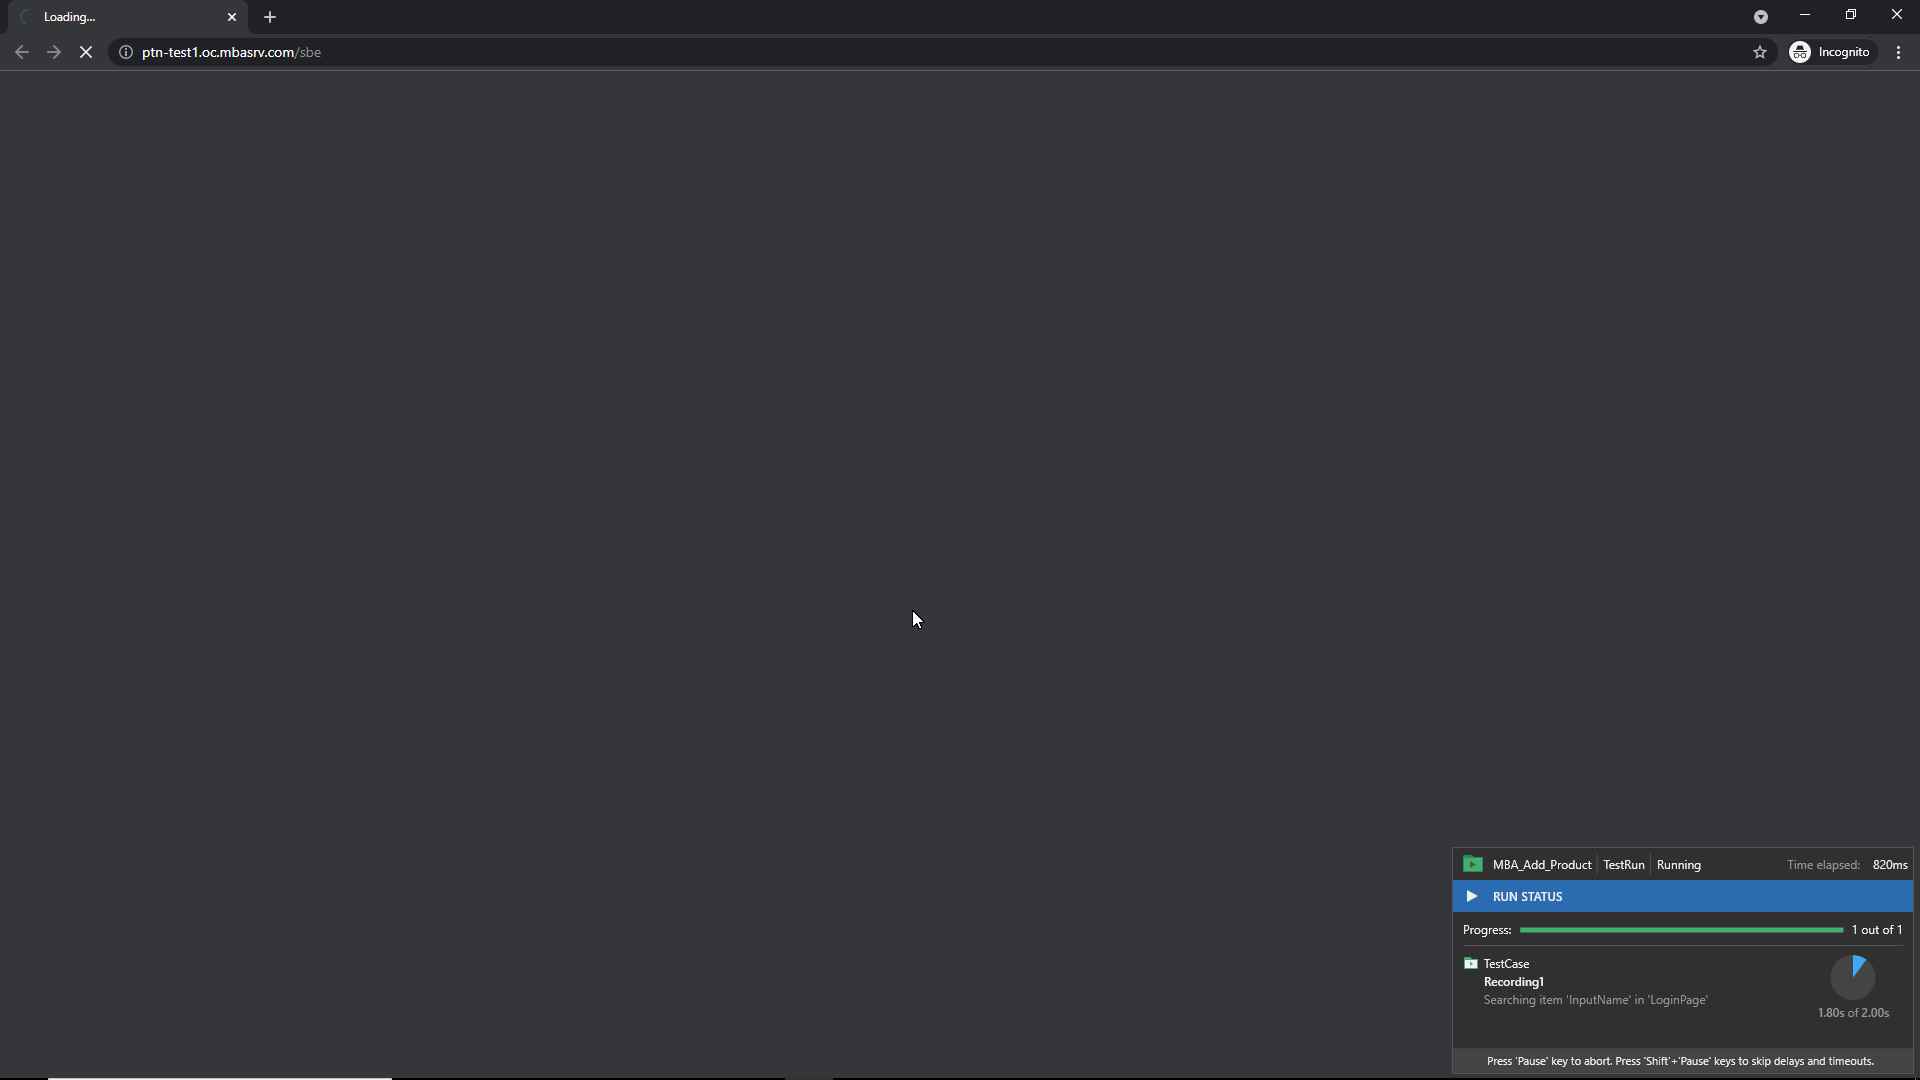 Loading...
ptn-test1.oc.mbasrv.com/sbe
Incognito
MBA_Add_Product TestRun Running Time elapsed: 820ms
RUN STATUS
Progress: 1 out of 1
TestCase
Recording1
Searching item 'InputName' in 'LoginPage'
1.80s of 2.00s
Press 'Pause' key to abort. Press 'Shift'+'Pause' keys to skip delays and timeouts.